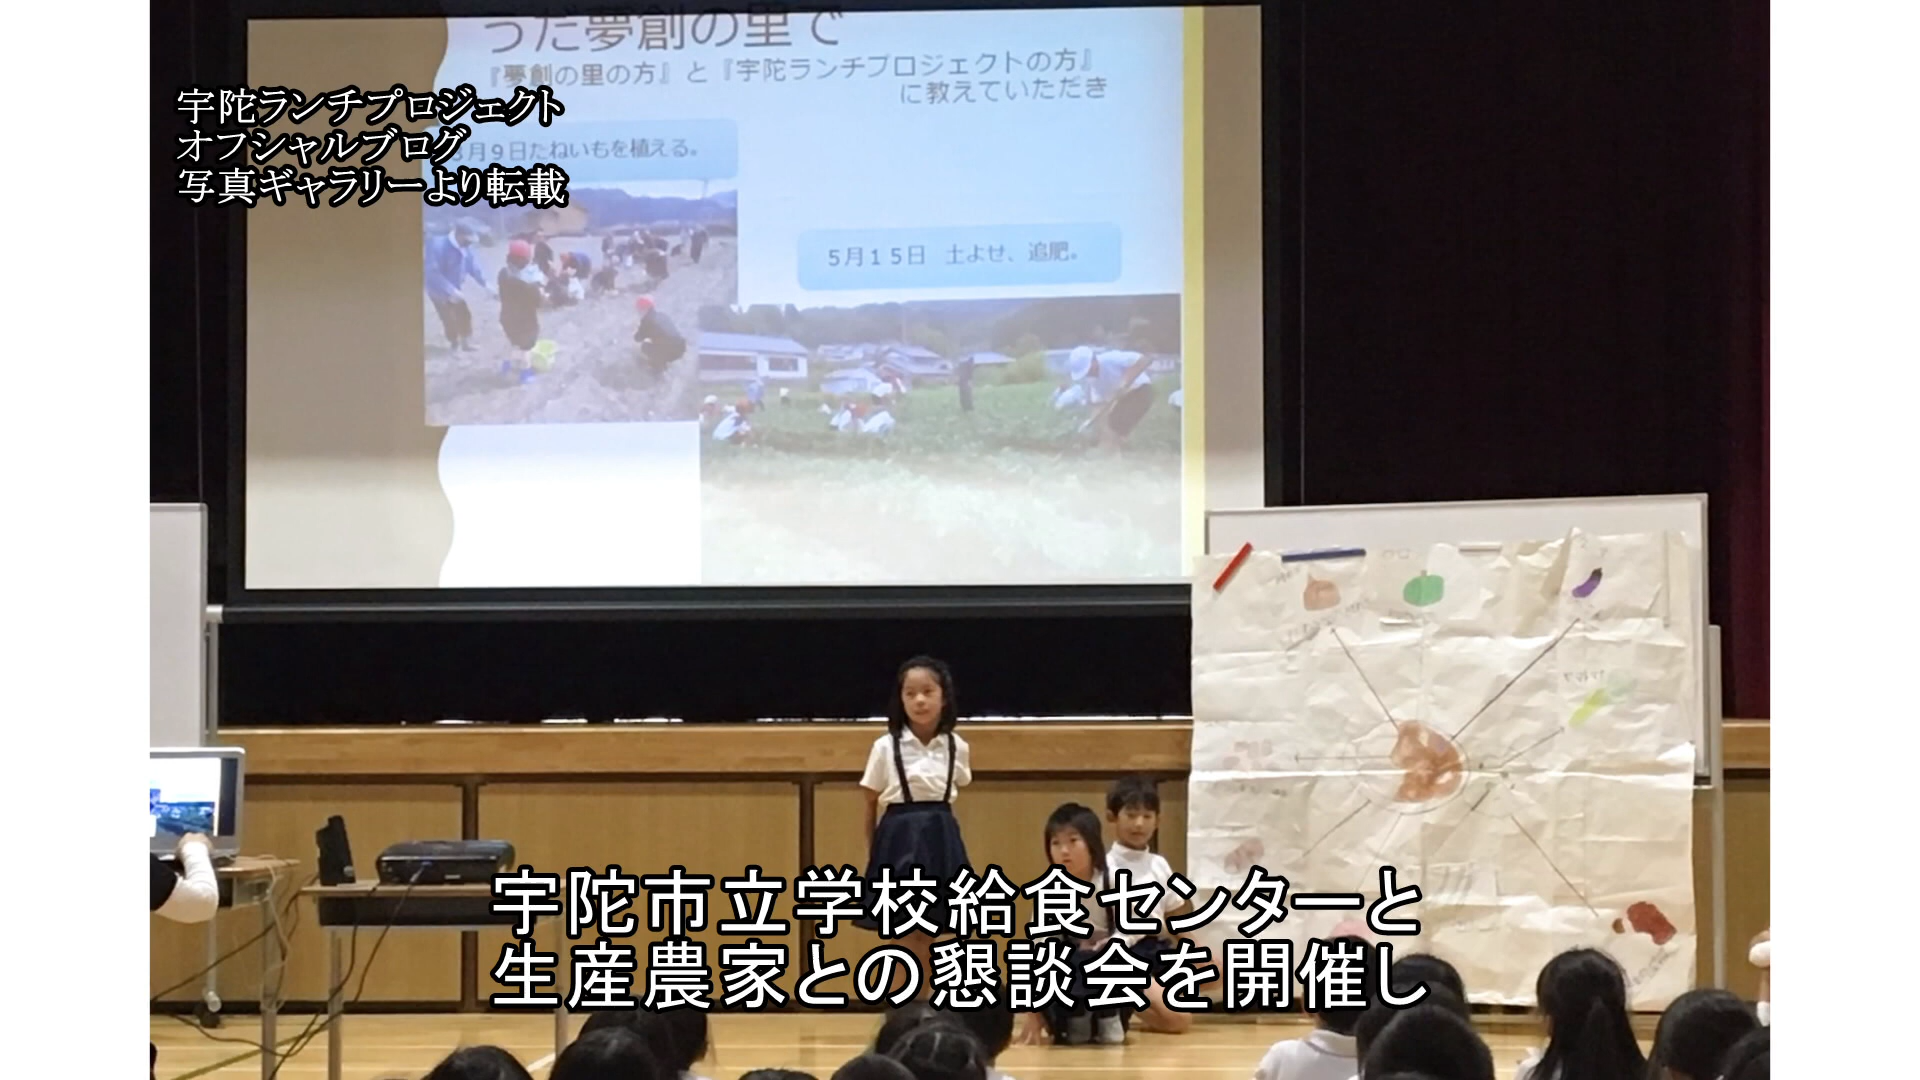 うだ夢創の里で
『夢創の里の方』と『宇陀ランチプロジェクトの方』
に教えていただき
宇陀ランチプロジェクト
オフシャルブログ
写真ギャラリーより転載
月9日たねいもを植える。
5月15日 土よせ、追肥。
宇陀市立学校給食センターと
生産農家との懇談会を開催し